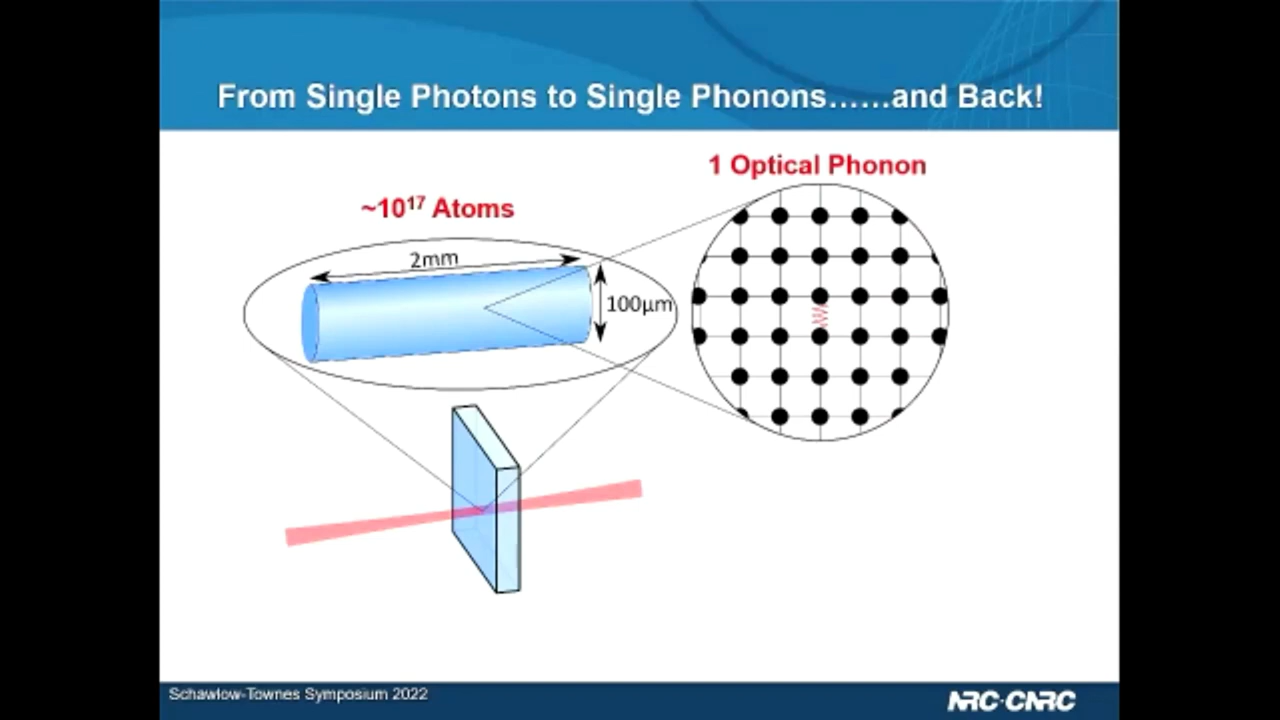 From Single Photons to Single Phonons……and Back!
1 Optical Phonon
~10¹⁷ Atoms
2mm
100µm
Schawlow-Townes Symposium 2022
NRC·CNRC